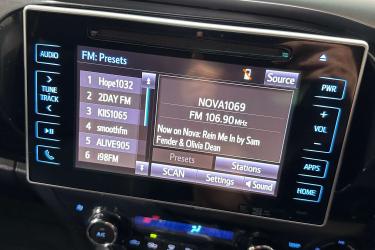 AUDIO
TUNE
TRACK
FM: Presets
1 Hope1032
2 2DAY FM
3 KIIS1065
4 smoothfm
5 ALIVE905
6 i98FM
Source
NOVA1069
FM 106.90 MHz
Now on Nova: Rein Me In by Sam
Fender & Olivia Dean
Presets
Stations
SCAN
Settings
Sound
PWR
+
VOL
-
APPS
HOME